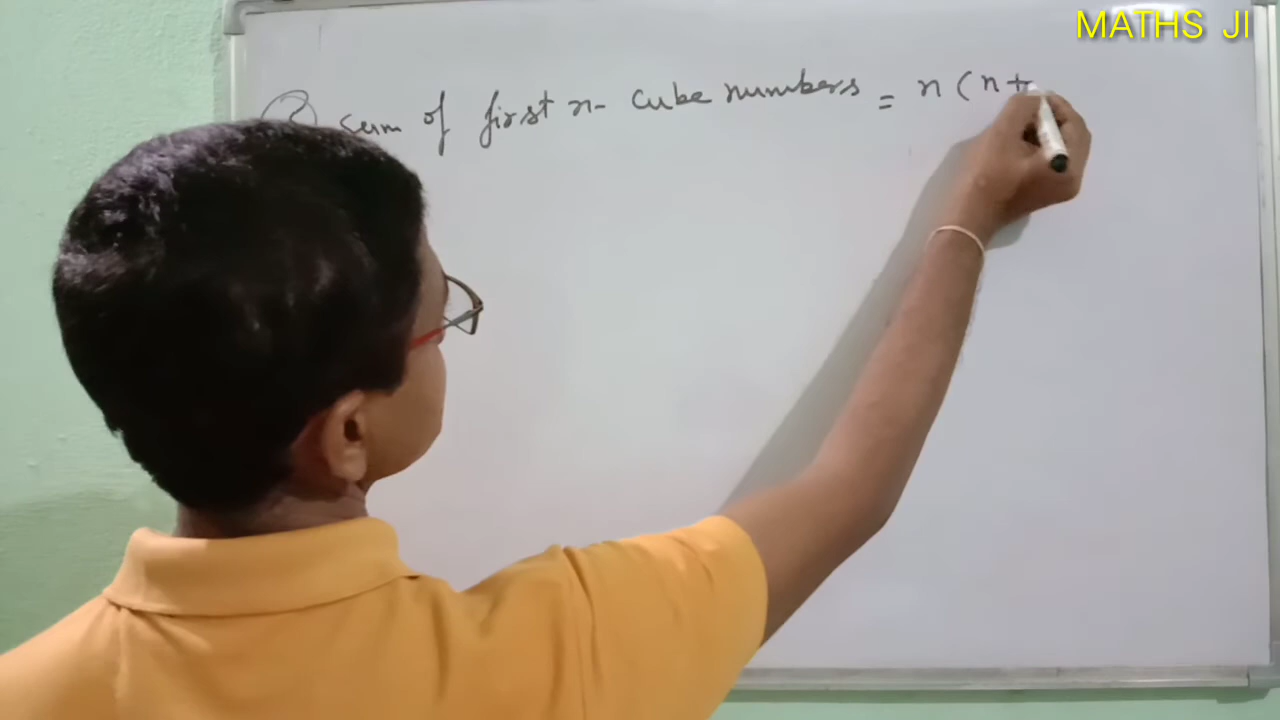 MATHS JI
sum of first n- cube numbers = n (n+